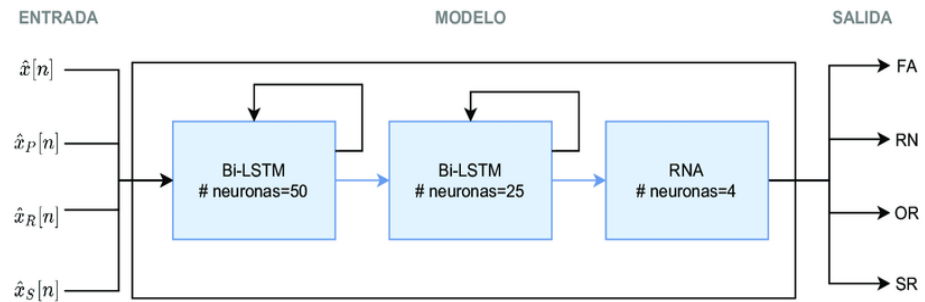 ENTRADA
MODELO
SALIDA
x̂[n]
x̂_P[n]
x̂_R[n]
x̂_S[n]
Bi-LSTM
# neuronas=50
Bi-LSTM
# neuronas=25
RNA
# neuronas=4
FA
RN
OR
SR